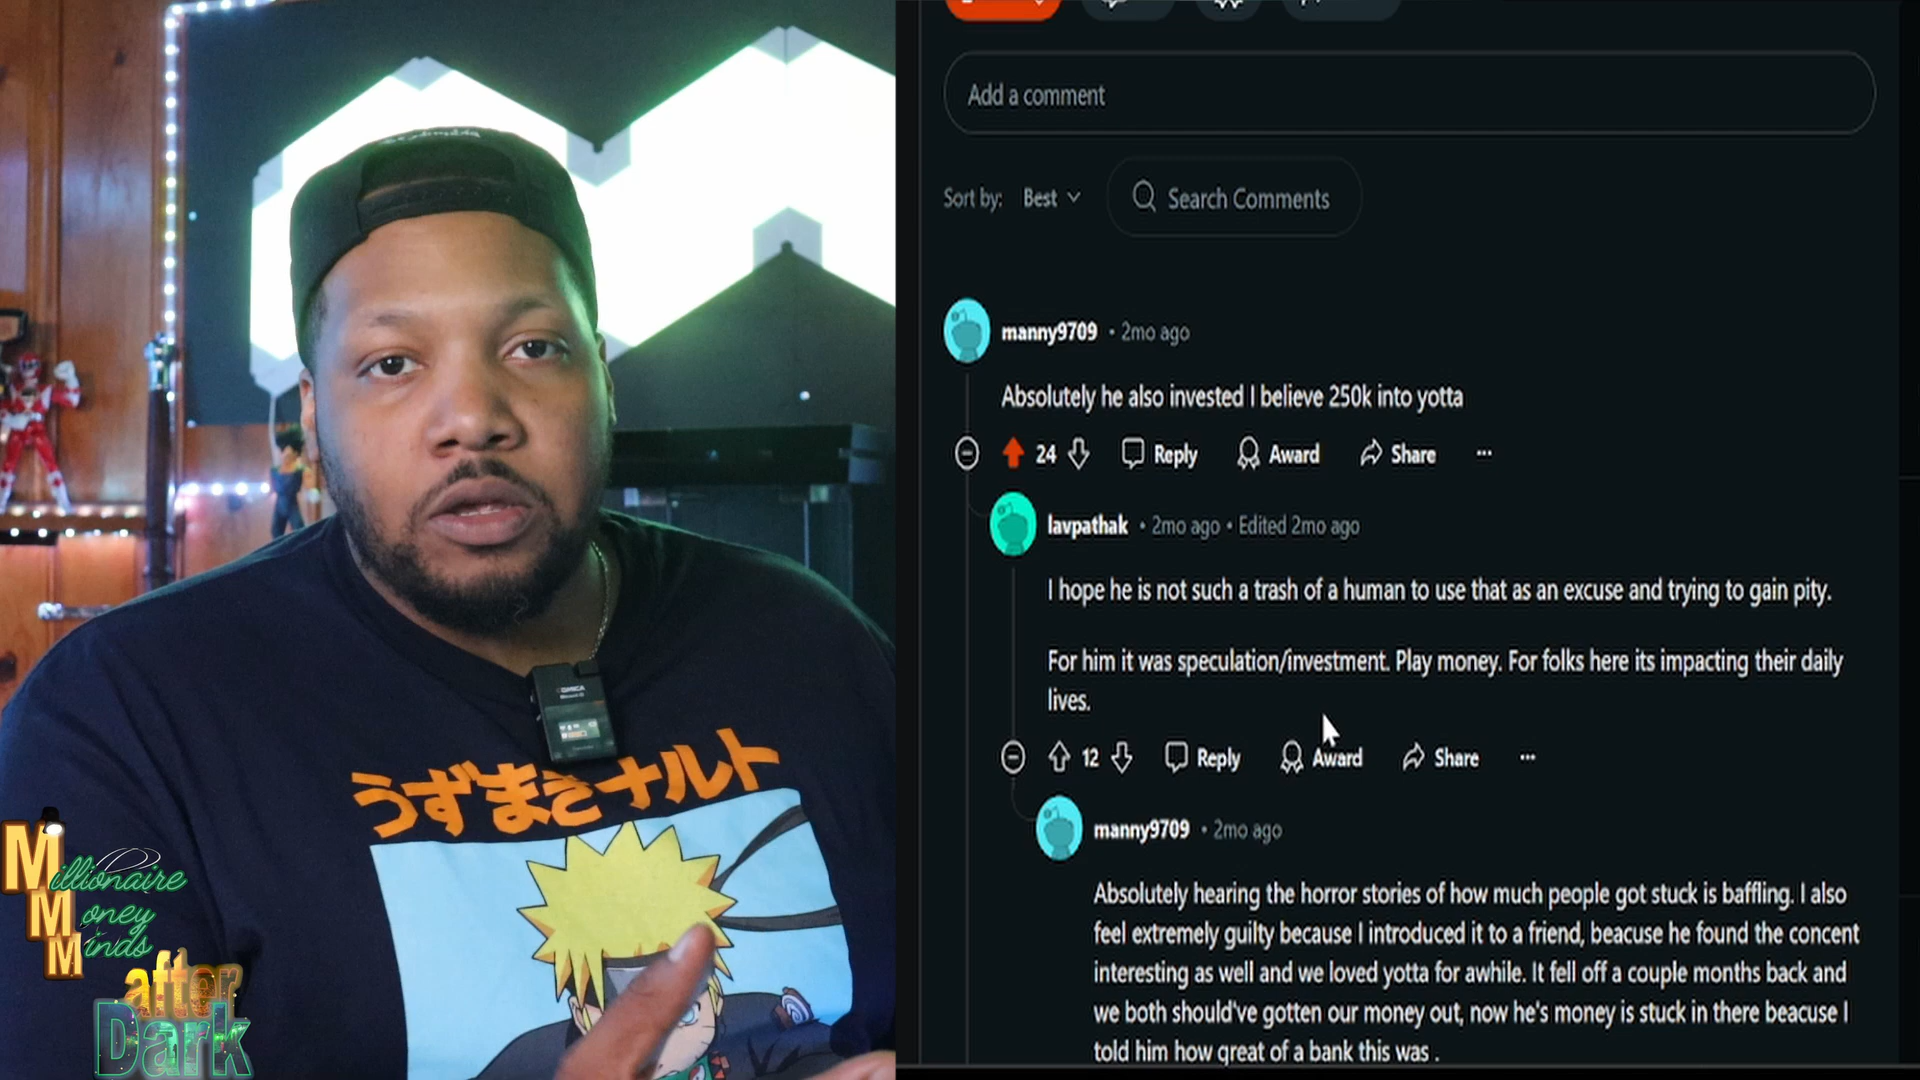 Add a comment
Sort by: Best
Search Comments
manny9709 • 2mo ago
Absolutely he also invested I believe 250k into yotta
24 Reply Award Share ...
lavpathak • 2mo ago • Edited 2mo ago
I hope he is not such a trash of a human to use that as an excuse and trying to gain pity.
For him it was speculation/investment. Play money. For folks here its impacting their daily
lives.
12 Reply Award Share ...
manny9709 • 2mo ago
Absolutely hearing the horror stories of how much people got stuck is baffling. I also
feel extremely guilty because I introduced it to a friend, beacuse he found the concent
interesting as well and we loved yotta for awhile. It fell off a couple months back and
we both should've gotten our money out, now he's money is stuck in there beacuse I
told him how great of a bank this was .
COMICA
うずまきナルト
Millionaire
Money
Minds
after
Dark